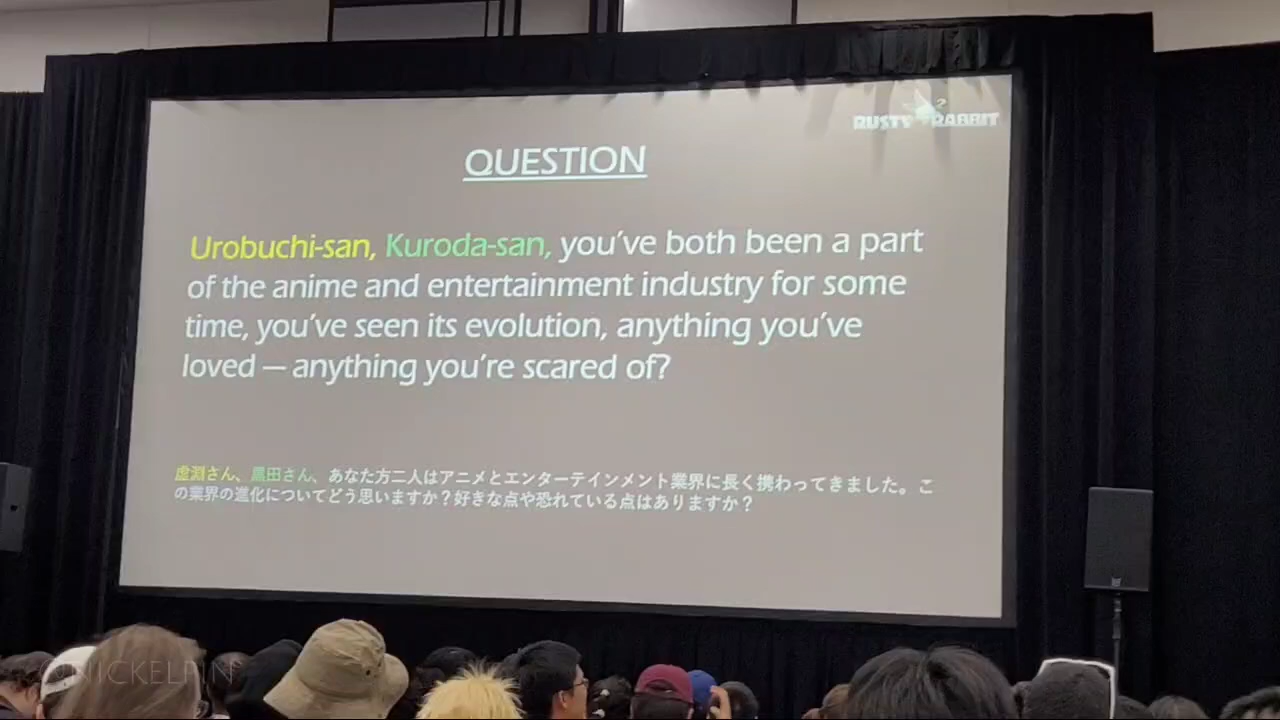 RUSTY RABBIT
QUESTION
Urobuchi-san, Kuroda-san, you've both been a part
of the anime and entertainment industry for some
time, you've seen its evolution, anything you've
loved — anything you're scared of?
虚淵さん、黒田さん、あなた方二人はアニメとエンターテインメント業界に長く携わってきました。こ
の業界の進化についてどう思いますか？好きな点や恐れている点はありますか？
@NICKELPIN